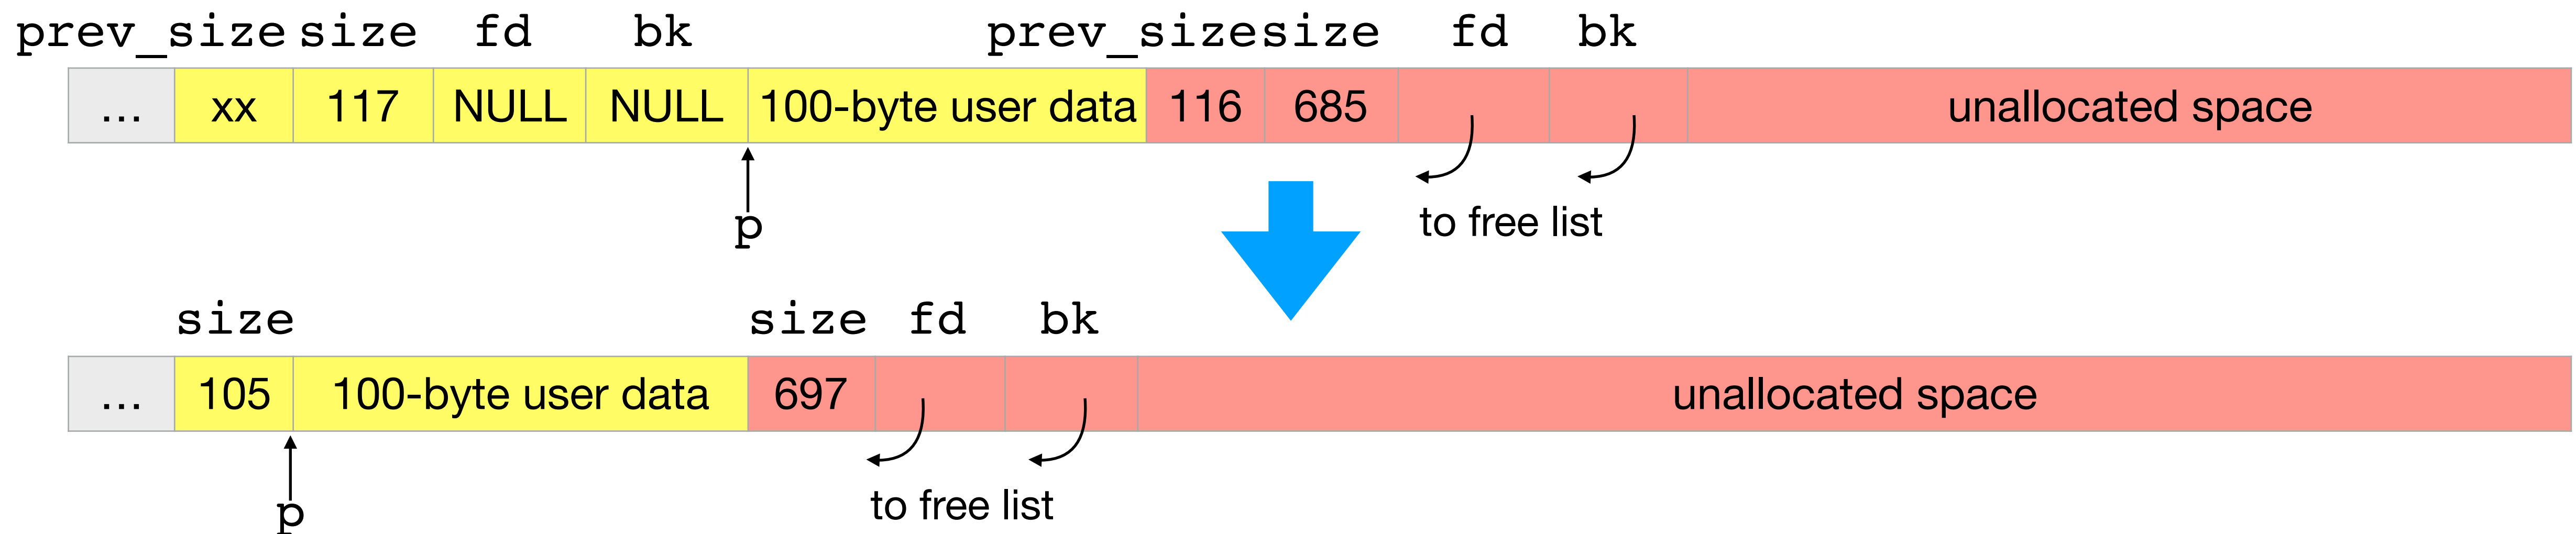 prev_size size fd bk prev_size size fd bk
... xx 117 NULL NULL 100-byte user data 116 685 unallocated space
p
to free list
size size fd bk
... 105 100-byte user data 697 unallocated space
p
to free list